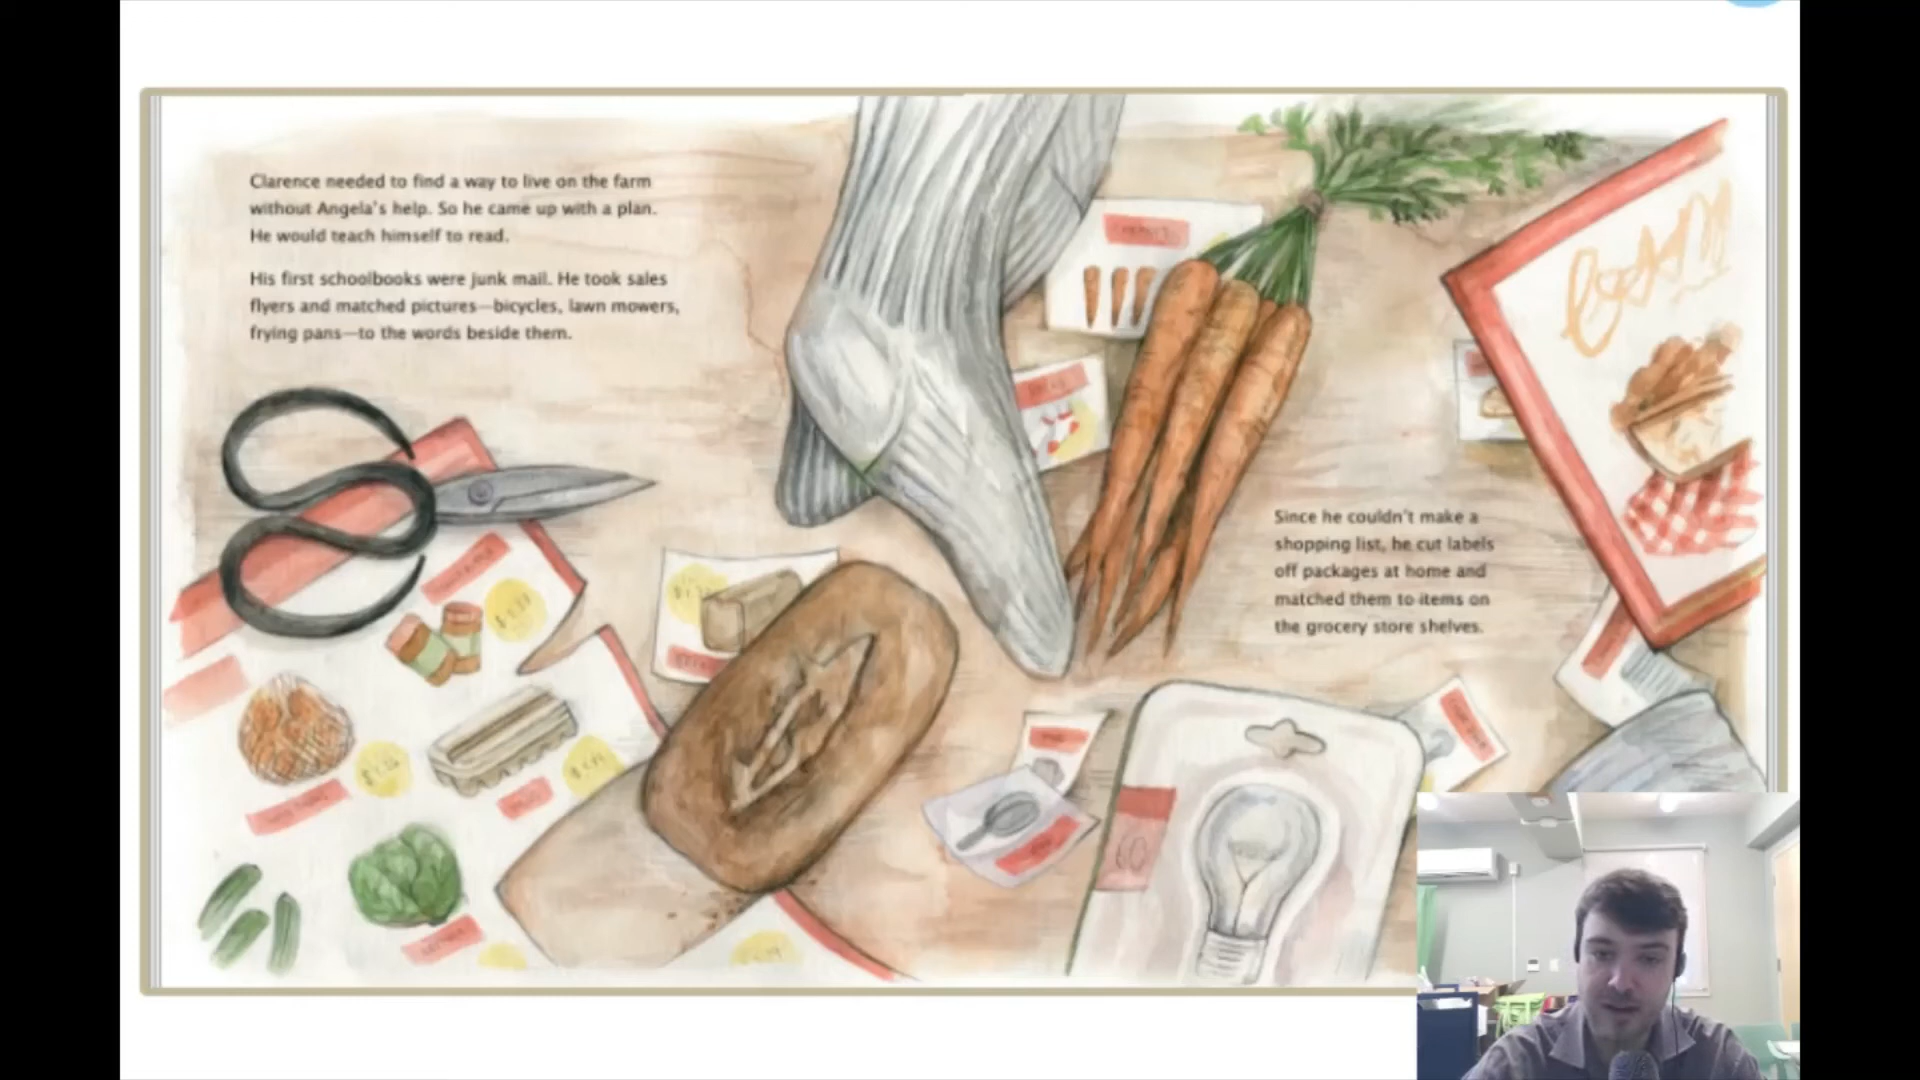 Clarence needed to find a way to live on the farm
without Angela's help. So he came up with a plan.
He would teach himself to read.
His first schoolbooks were junk mail. He took sales
flyers and matched pictures—bicycles, lawn mowers,
frying pans—to the words beside them.
Since he couldn't make a
shopping list, he cut labels
off packages at home and
matched them to items on
the grocery store shelves.